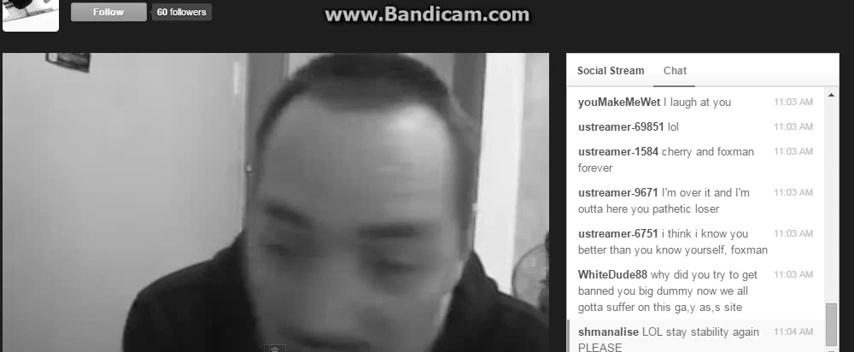 www.Bandicam.com
Follow
60 followers
Social Stream
Chat
youMakeMeWet I laugh at you 11:03 AM
ustreamer-69851 lol 11:03 AM
ustreamer-1584 cherry and foxman 11:03 AM
forever
ustreamer-9671 I'm over it and I'm 11:03 AM
outta here you pathetic loser
ustreamer-6751 i think i know you 11:03 AM
better than you know yourself, foxman
WhiteDude88 why did you try to get 11:03 AM
banned you big dummy now we all
gotta suffer on this ga,y as,s site
shmanalise LOL stay stability again 11:04 AM
PLEASE